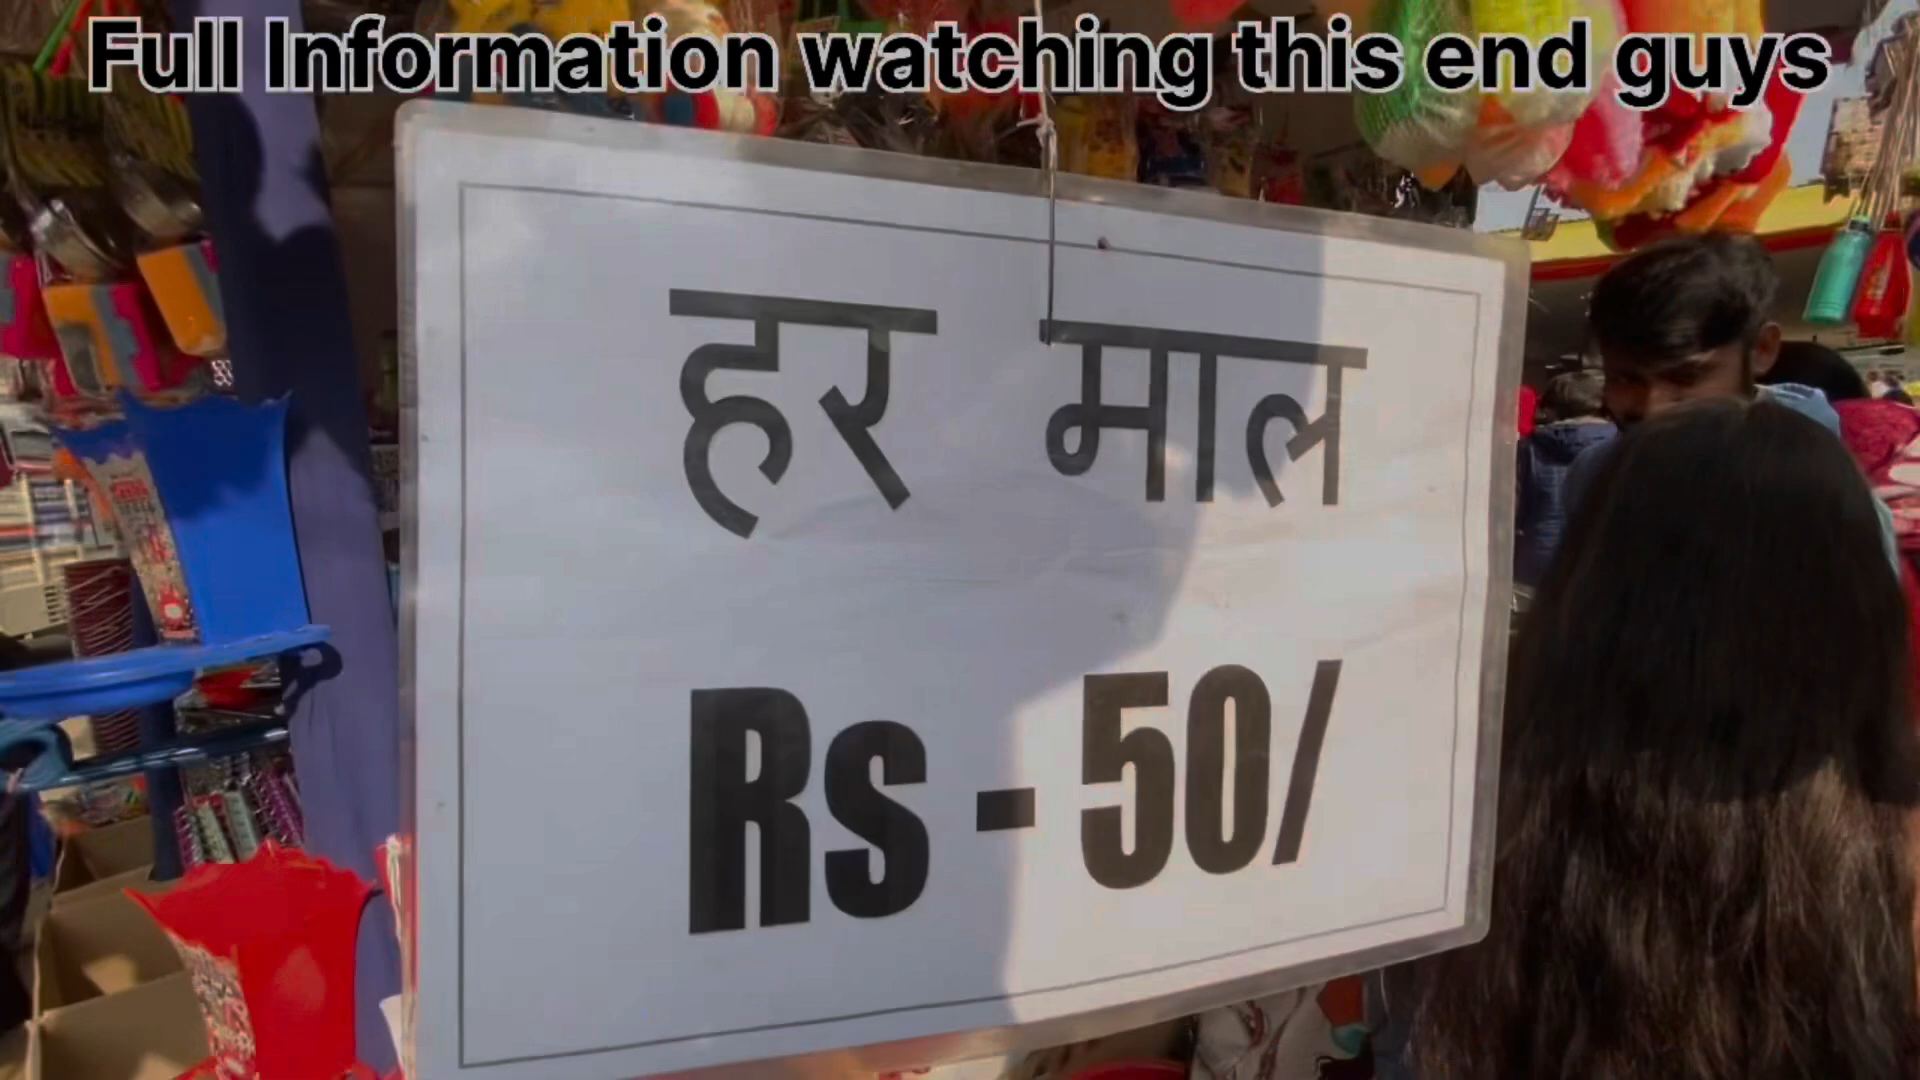 Full Information watching this end guys
हर माल
Rs - 50/